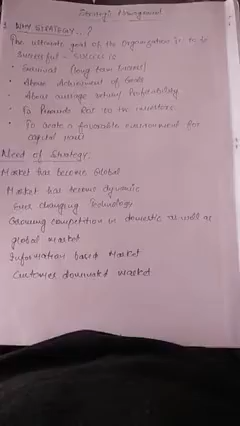 Strategic Management
1. WHY STRATEGY..?
The ultimate goal of the Organization is to be
Successful - Success is
Survival (long term success)
Above Achievement of Goals
Above average return/Profitability
To Provide ROI to the investors
To create a favourable environment for
capital
Need of Strategy:
Market has become Global
Market has become dynamic
Ever changing Technology
Growing competition in domestic as well as
global market
Information based Market
Customer dominated market